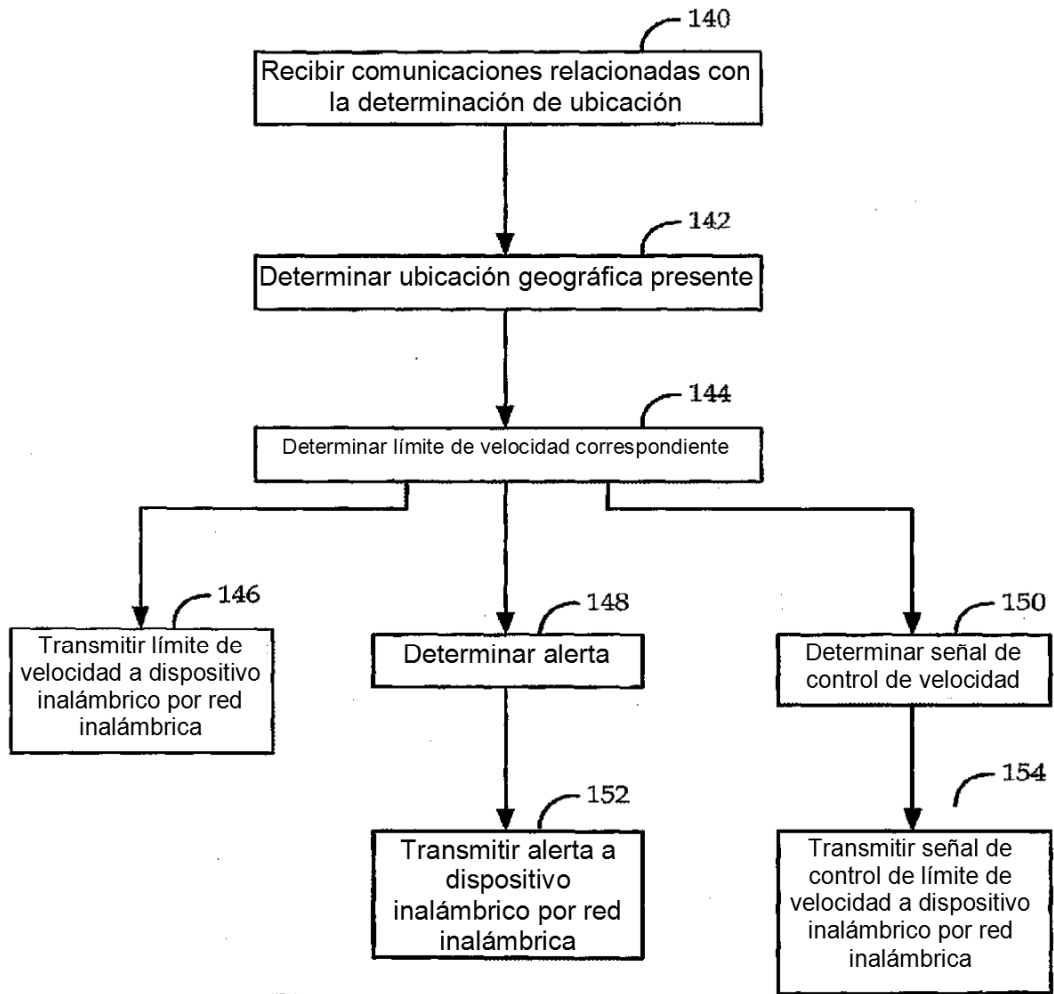 140
Recibir comunicaciones relacionadas con
la determinación de ubicación
142
Determinar ubicación geográfica presente
144
Determinar límite de velocidad correspondiente
146
Transmitir límite de
velocidad a dispositivo
inalámbrico por red
inalámbrica
148
Determinar alerta
150
Determinar señal de
control de velocidad
152
Transmitir alerta a
dispositivo
inalámbrico por red
inalámbrica
154
Transmitir señal de
control de límite de
velocidad a dispositivo
inalámbrico por red
inalámbrica